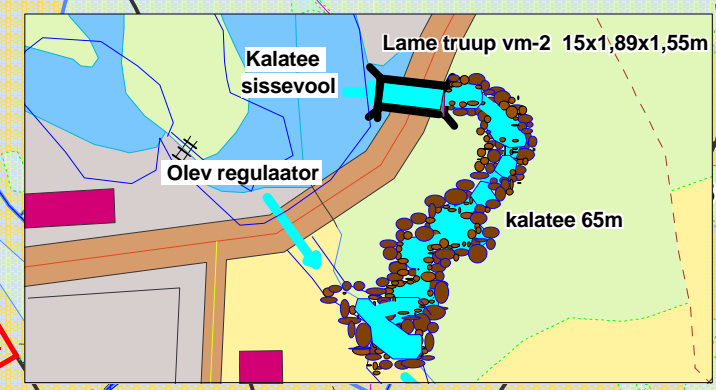 Lame truup vm-2 15x1,89x1,55m
Kalatee
sissevool
Olev regulaator
kalatee 65m